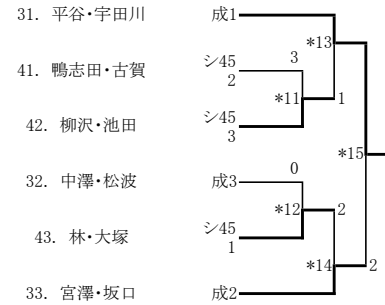 31. 平谷・宇田川 成1
*13
41. 鴨志田・古賀 シ45 2 3
*11 1
42. 柳沢・池田 シ45 3
*15
32. 中澤・松波 成3 0
*12 2
43. 林・大塚 シ45 1
*14 2
33. 宮澤・坂口 成2